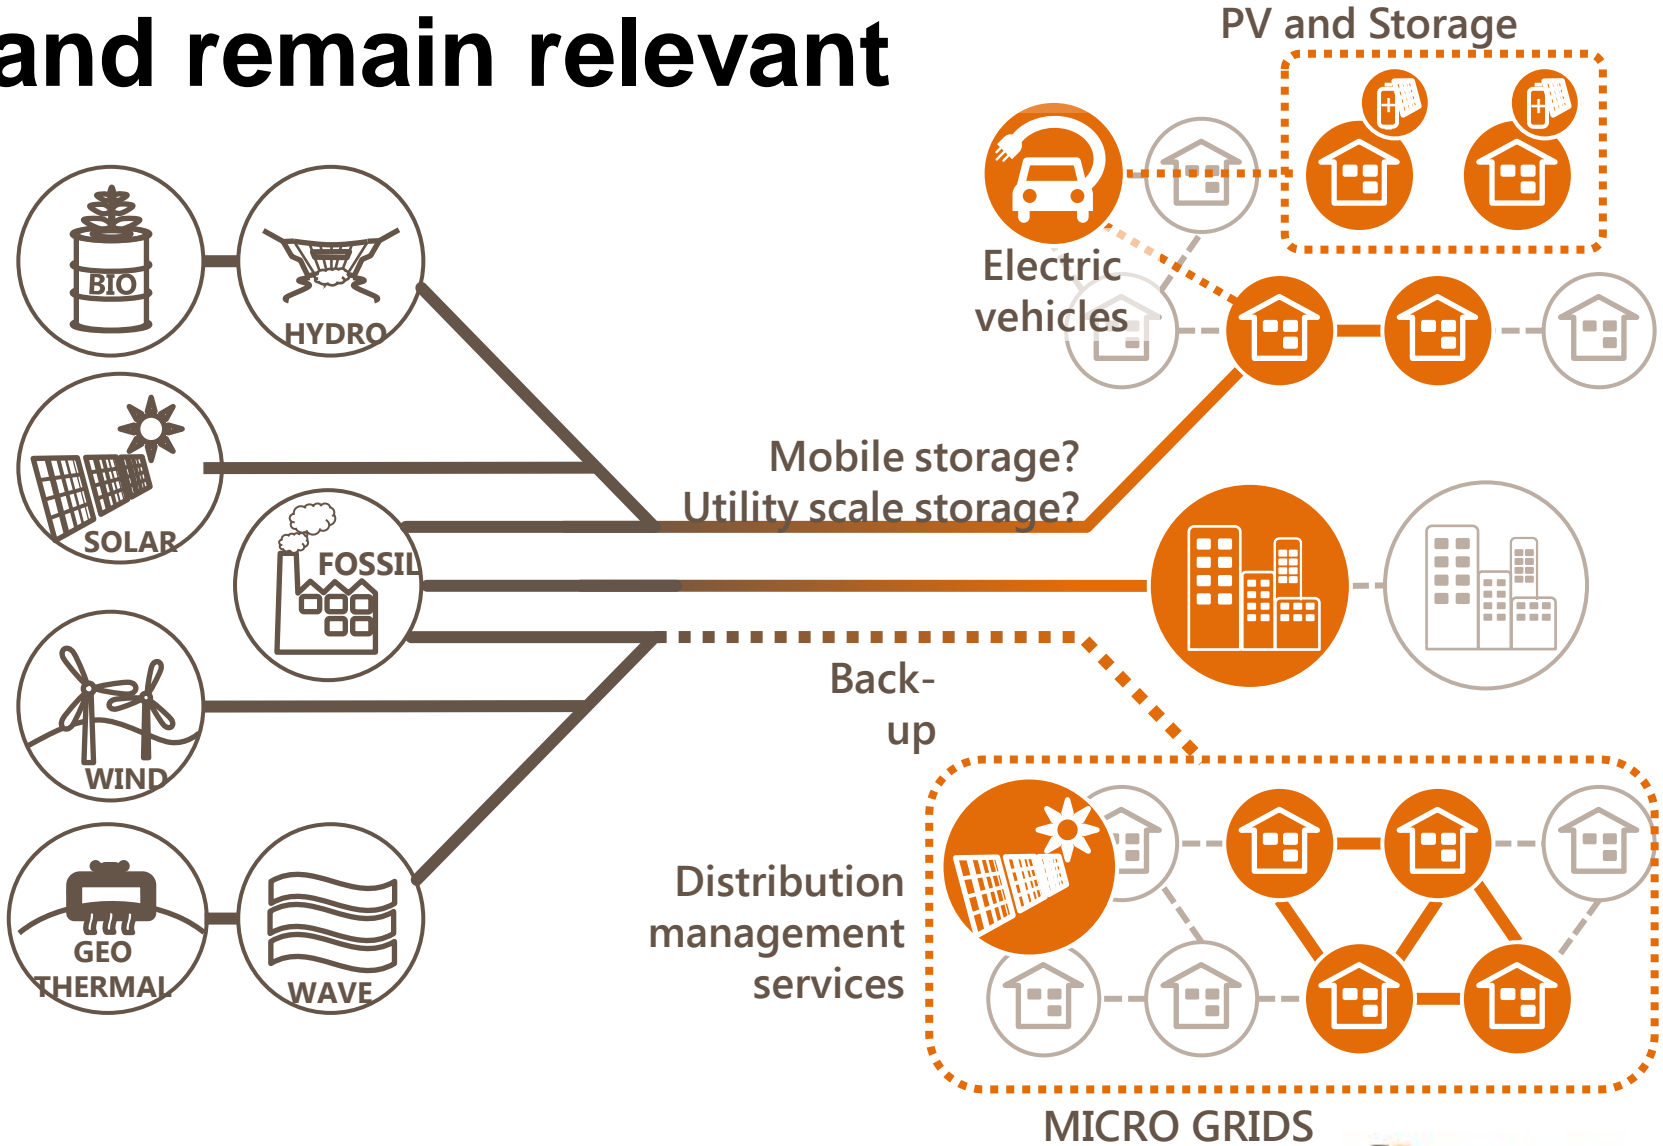 and remain relevant
PV and Storage
BIO
HYDRO
Electric
vehicles
SOLAR
FOSSIL
Mobile storage?
Utility scale storage?
Back-
up
WIND
GEO
THERMAL
WAVE
Distribution
management
services
MICRO GRIDS